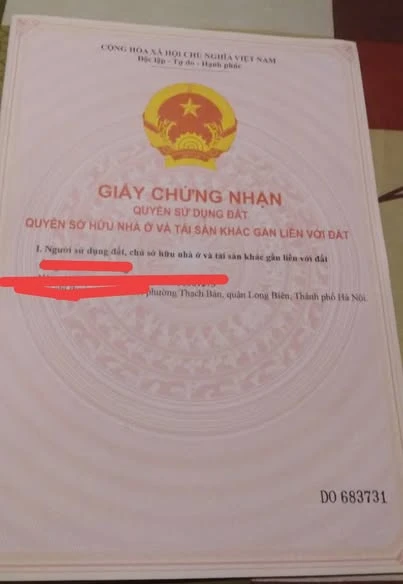 CỘNG HÒA XÃ HỘI CHỦ NGHĨA VIỆT NAM
Độc lập - Tự do - Hạnh phúc
GIẤY CHỨNG NHẬN
QUYỀN SỬ DỤNG ĐẤT
QUYỀN SỞ HỮU NHÀ Ở VÀ TÀI SẢN KHÁC GẮN LIỀN VỚI ĐẤT
I. Người sử dụng đất, chủ sở hữu nhà ở và tài sản khác gắn liền với đất
phường Thạch Bàn, quận Long Biên, Thành phố Hà Nội.
DO 683731